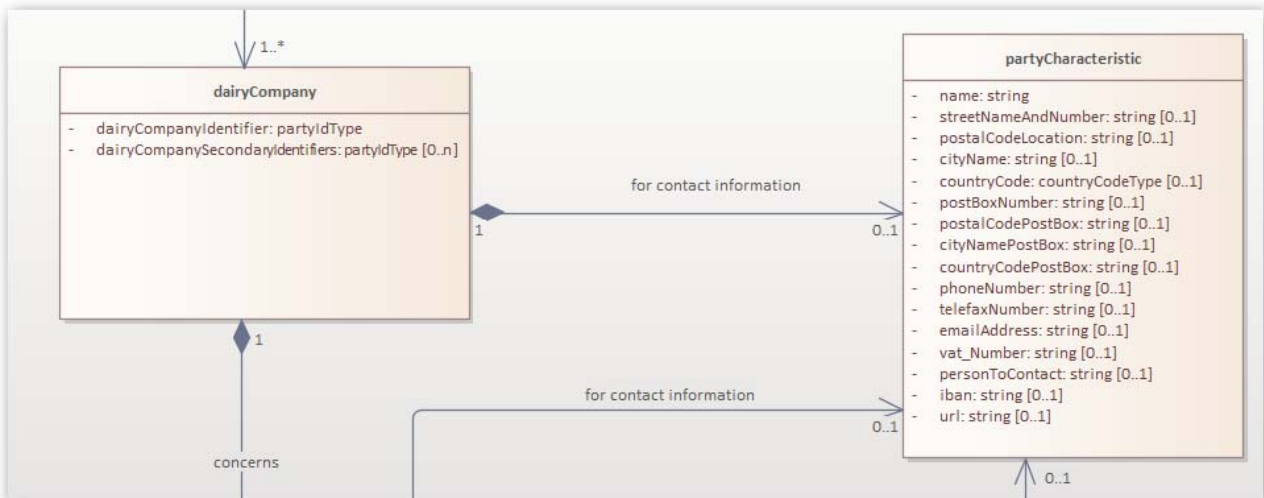 1..*
dairyCompany
- dairyCompanyIdentifier: partyIdType
- dairyCompanySecondaryIdentifiers: partyIdType [0..n]
1
for contact information
0..1
1
concerns
for contact information
0..1
partyCharacteristic
- name: string
- streetNameAndNumber: string [0..1]
- postalCodeLocation: string [0..1]
- cityName: string [0..1]
- countryCode: countryCodeType [0..1]
- postBoxNumber: string [0..1]
- postalCodePostBox: string [0..1]
- cityNamePostBox: string [0..1]
- countryCodePostBox: string [0..1]
- phoneNumber: string [0..1]
- telefaxNumber: string [0..1]
- emailAddress: string [0..1]
- vat_Number: string [0..1]
- personToContact: string [0..1]
- iban: string [0..1]
- url: string [0..1]
0..1